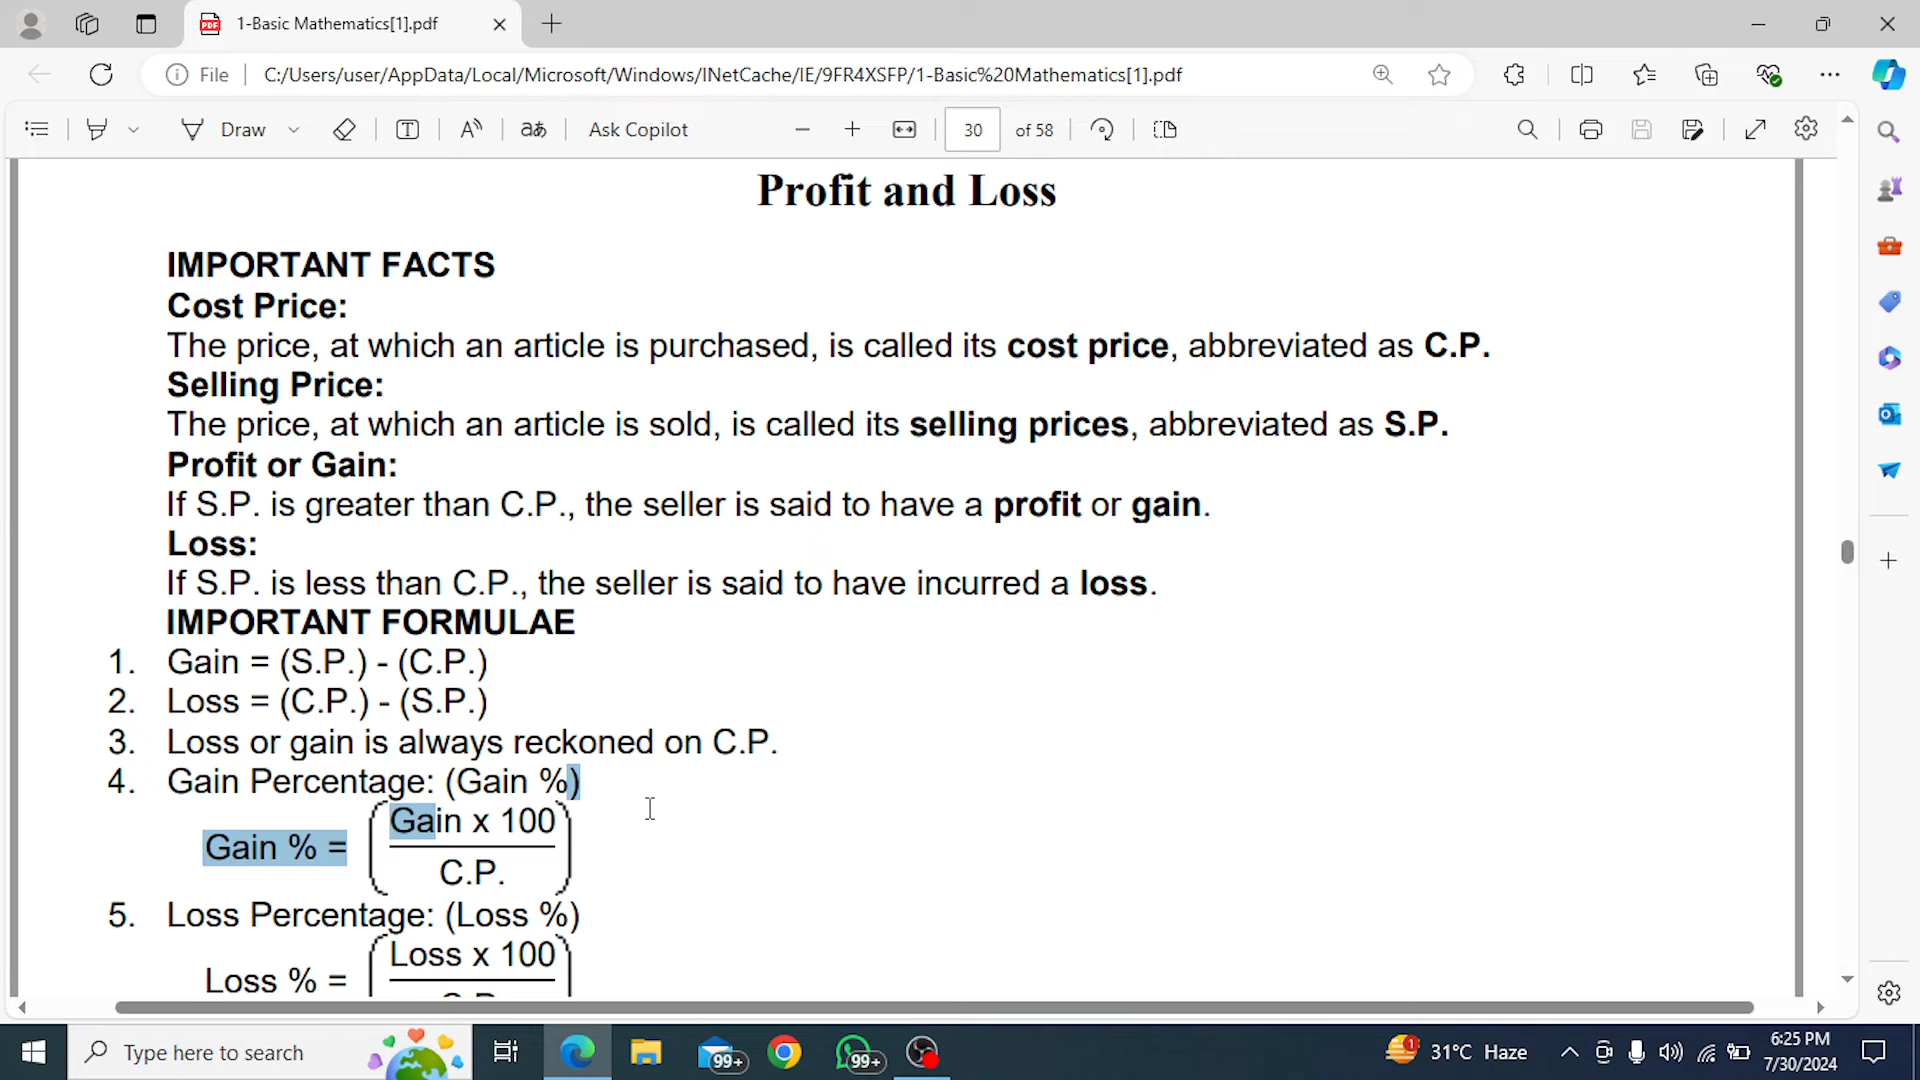 1-Basic Mathematics[1].pdf
File
C:/Users/user/AppData/Local/Microsoft/Windows/INetCache/IE/9FR4XSFP/1-Basic%20Mathematics[1].pdf
Draw
Ask Copilot
30 of 58
Profit and Loss
IMPORTANT FACTS
Cost Price:
The price, at which an article is purchased, is called its cost price, abbreviated as C.P.
Selling Price:
The price, at which an article is sold, is called its selling prices, abbreviated as S.P.
Profit or Gain:
If S.P. is greater than C.P., the seller is said to have a profit or gain.
Loss:
If S.P. is less than C.P., the seller is said to have incurred a loss.
IMPORTANT FORMULAE
1. Gain = (S.P.) - (C.P.)
2. Loss = (C.P.) - (S.P.)
3. Loss or gain is always reckoned on C.P.
4. Gain Percentage: (Gain %)
Gain x 100
Gain % =
C.P.
5. Loss Percentage: (Loss %)
Loss x 100
Loss % =
Type here to search
99+
99+
1
31°C Haze
6:25 PM
7/30/2024